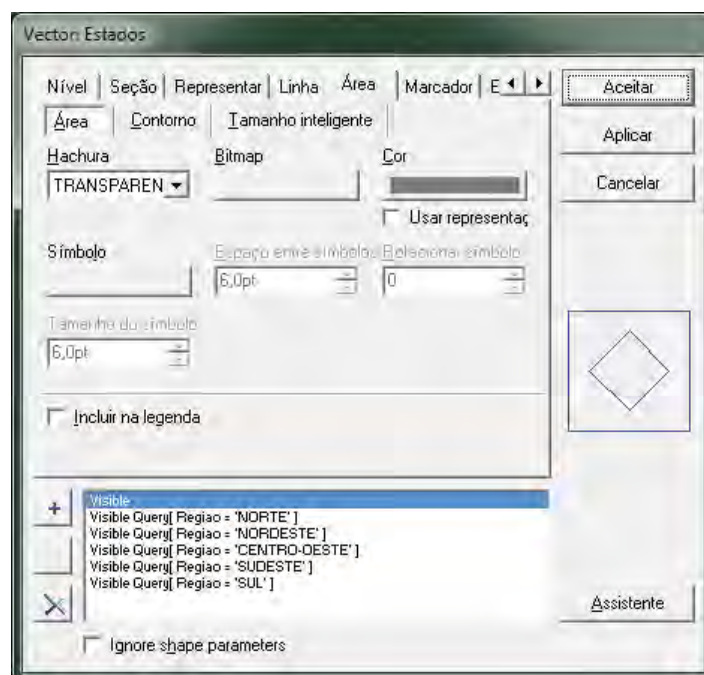 Vector: Estados
Nível Seção Representar Linha Área Marcador E
Aceitar
Área Contorno Tamanho inteligente
Aplicar
Hachura Bitmap Cor
TRANSPAREN
Cancelar
Usar representaç
Símbolo Espaço entre símbolos Rotacionar símbolo
6,0pt 0
Tamanho do símbolo
6,0pt
Incluir na legenda
+ Visible
Visible Query[ Regiao = 'NORTE' ]
Visible Query[ Regiao = 'NORDESTE' ]
Visible Query[ Regiao = 'CENTRO-OESTE' ]
Visible Query[ Regiao = 'SUDESTE' ]
Visible Query[ Regiao = 'SUL' ]
Assistente
Ignore shape parameters